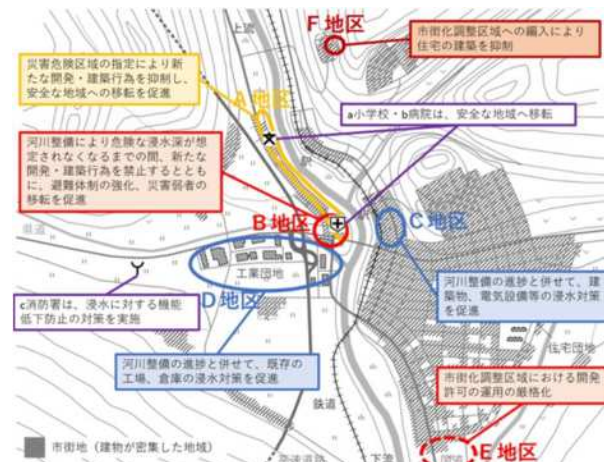 上流
F地区
市街化調整区域への編入により
住宅の建築を抑制
災害危険区域の指定により新
たな開発・建築行為を抑制し、
安全な地域への移転を促進
A地区
a小学校・b病院は、安全な地域へ移転
河川整備により危険な浸水深が想
定されなくなるまでの間、新たな
開発・建築行為を禁止するととも
に、避難体制の強化、災害弱者の
移転を促進
駅
県道
B地区
C地区
工業団地
D地区
河川整備の進捗と併せて、建
築物、電気設備等の浸水対策
を促進
c消防署は、浸水に対する機能
低下防止の対策を実施
河川整備の進捗と併せて、既存の
工場、倉庫の浸水対策を促進
住宅団地
市街化調整区域における開発
許可の運用の厳格化
鉄道
市街地（建物が密集した地域）
高速道路
下流
国道
E地区